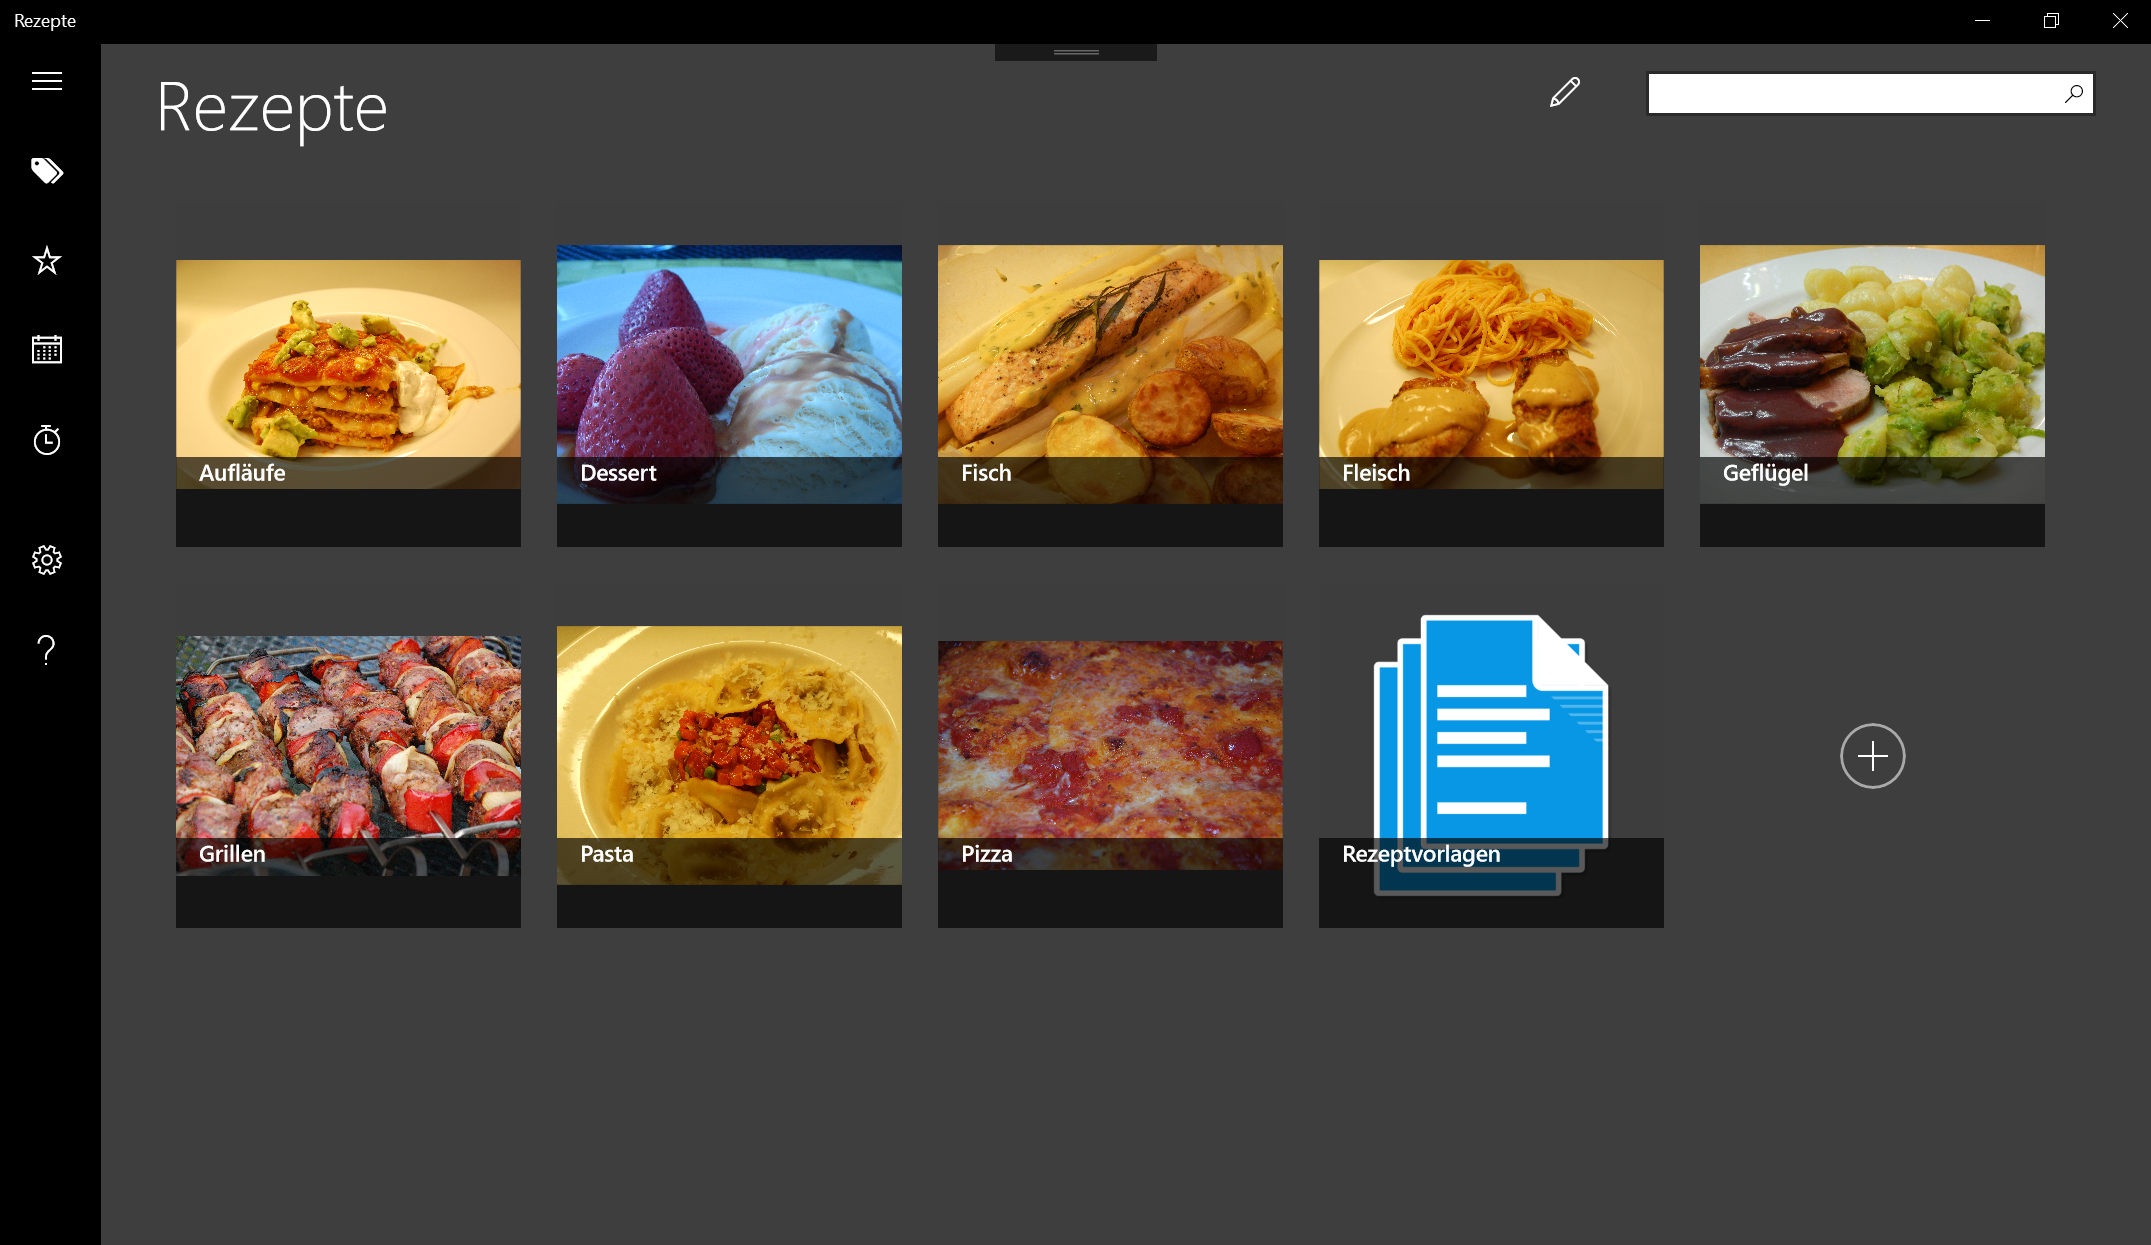 Rezepte
Rezepte
Aufläufe
Dessert
Fisch
Fleisch
Geflügel
Grillen
Pasta
Pizza
Rezeptvorlagen